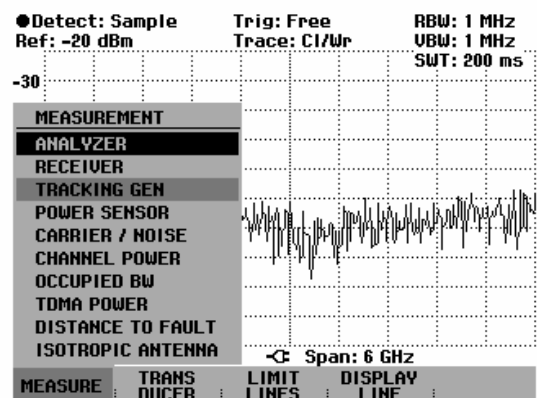 Detect: Sample Trig: Free RBW: 1 MHz
Ref: -20 dBm Trace: Cl/Wr VBW: 1 MHz
SWT: 200 ms
-30
MEASUREMENT
ANALYZER
RECEIVER
TRACKING GEN
POWER SENSOR
CARRIER / NOISE
CHANNEL POWER
OCCUPIED BW
TDMA POWER
DISTANCE TO FAULT
ISOTROPIC ANTENNA
Span: 6 GHz
MEASURE TRANS LIMIT DISPLAY
DUCER LINES LINE